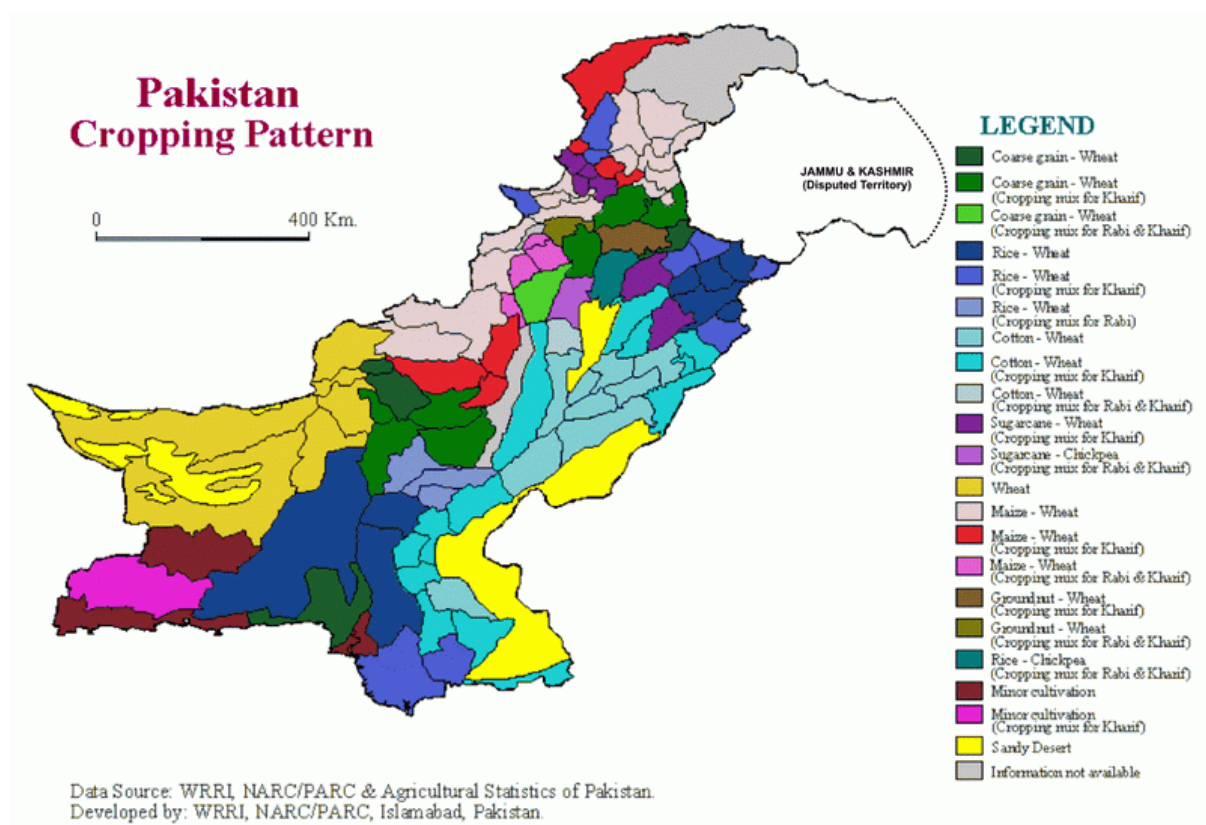 Pakistan
Cropping Pattern
0
400 Km.
JAMMU & KASHMIR
(Disputed Territory)
LEGEND
Coarse grain - Wheat
Coarse grain - Wheat
(Cropping mix for Kharif)
Coarse grain - Wheat
(Cropping mix for Rabi & Kharif)
Rice - Wheat
Rice - Wheat
(Cropping mix for Kharif)
Rice - Wheat
(Cropping mix for Rabi)
Cotton - Wheat
Cotton - Wheat
(Cropping mix for Kharif)
Cotton - Wheat
(Cropping mix for Rabi & Kharif)
Sugarcane - Wheat
(Cropping mix for Kharif)
Sugarcane - Chickpea
(Cropping mix for Rabi & Kharif)
Wheat
Maize - Wheat
Maize - Wheat
(Cropping mix for Kharif)
Maize - Wheat
(Cropping mix for Rabi & Kharif)
Groundnut - Wheat
(Cropping mix for Kharif)
Groundnut - Wheat
(Cropping mix for Rabi & Kharif)
Rice - Chickpea
(Cropping mix for Rabi & Kharif)
Minor cultivation
Minor cultivation
(Cropping mix for Kharif)
Sandy Desert
Information not available
Data Source: WRRI, NARC/PARC & Agricultural Statistics of Pakistan.
Developed by: WRRI, NARC/PARC, Islamabad, Pakistan.